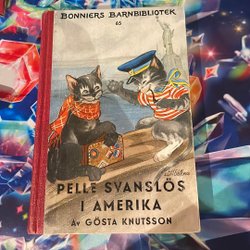 BONNIERS BARNBIBLIOTEK
65
PELLE SVANSLÖS
I AMERIKA
AV GÖSTA KNUTSSON